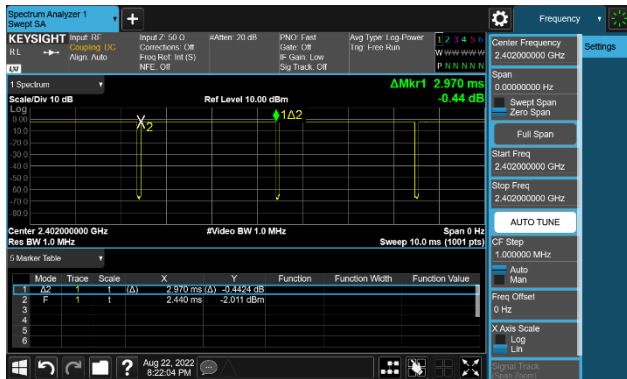 Spectrum Analyzer 1
Swept SA
+
Frequency
KEYSIGHT Input: RF Input Z: 50 Ω #Atten: 20 dB PNO: Fast Avg Type: Log-Power 1 2 3 4 5 6
RL Coupling: DC Corrections: Off Gate: Off Trig: Free Run W W W W W W
Align: Auto Freq Ref: Int (S) IF Gain: Low
LXI NFE: Off Sig Track: Off P N N N N N
1 Spectrum
ΔMkr1 2.970 ms
Scale/Div 10 dB Ref Level 10.00 dBm -0.44 dB
Log
0.00
-10.0
-20.0
-30.0
-40.0
-50.0
-60.0
-70.0
-80.0
X2
1Δ2
Center 2.402000000 GHz #Video BW 1.0 MHz Span 0 Hz
Res BW 1.0 MHz Sweep 10.0 ms (1001 pts)
5 Marker Table
Mode Trace Scale X Y Function Function Width Function Value
1 Δ2 1 t (Δ) 2.970 ms (Δ) -0.4424 dB
2 F 1 t 2.440 ms -2.011 dBm
3
4
5
6
Center Frequency
2.402000000 GHz
Settings
Span
0.00000000 Hz
Swept Span
Zero Span
Full Span
Start Freq
2.402000000 GHz
Stop Freq
2.402000000 GHz
AUTO TUNE
CF Step
1.000000 MHz
Auto
Man
Freq Offset
0 Hz
X Axis Scale
Log
Lin
Signal Track
(Span Zoom)
?
Aug 22, 2022
8:22:04 PM